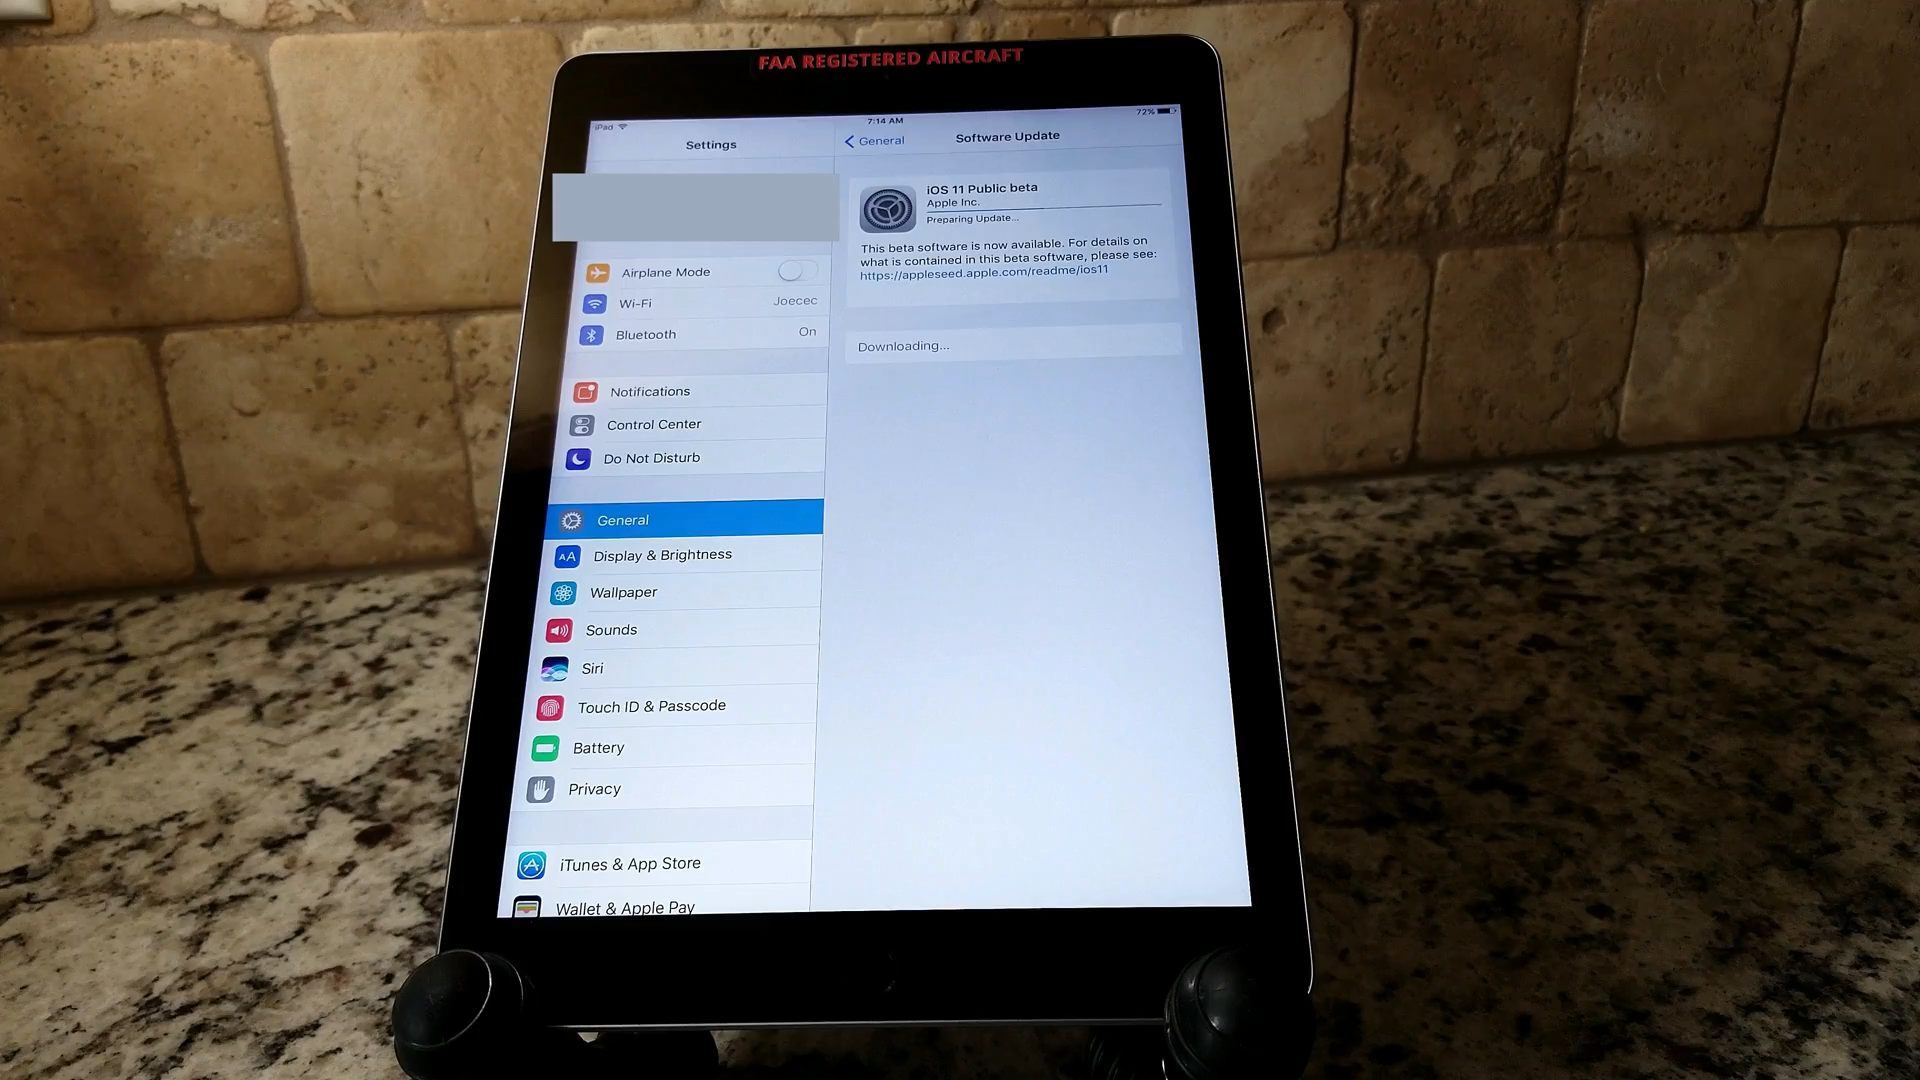 FAA REGISTERED AIRCRAFT
iPad
7:14 AM
72%
Settings
General
Software Update
iOS 11 Public beta
Apple Inc.
Preparing Update...
This beta software is now available. For details on
what is contained in this beta software, please see:
https://appleseed.apple.com/readme/ios11
Downloading...
Airplane Mode
Wi-Fi Joecec
Bluetooth On
Notifications
Control Center
Do Not Disturb
General
AA Display & Brightness
Wallpaper
Sounds
Siri
Touch ID & Passcode
Battery
Privacy
iTunes & App Store
Wallet & Apple Pay